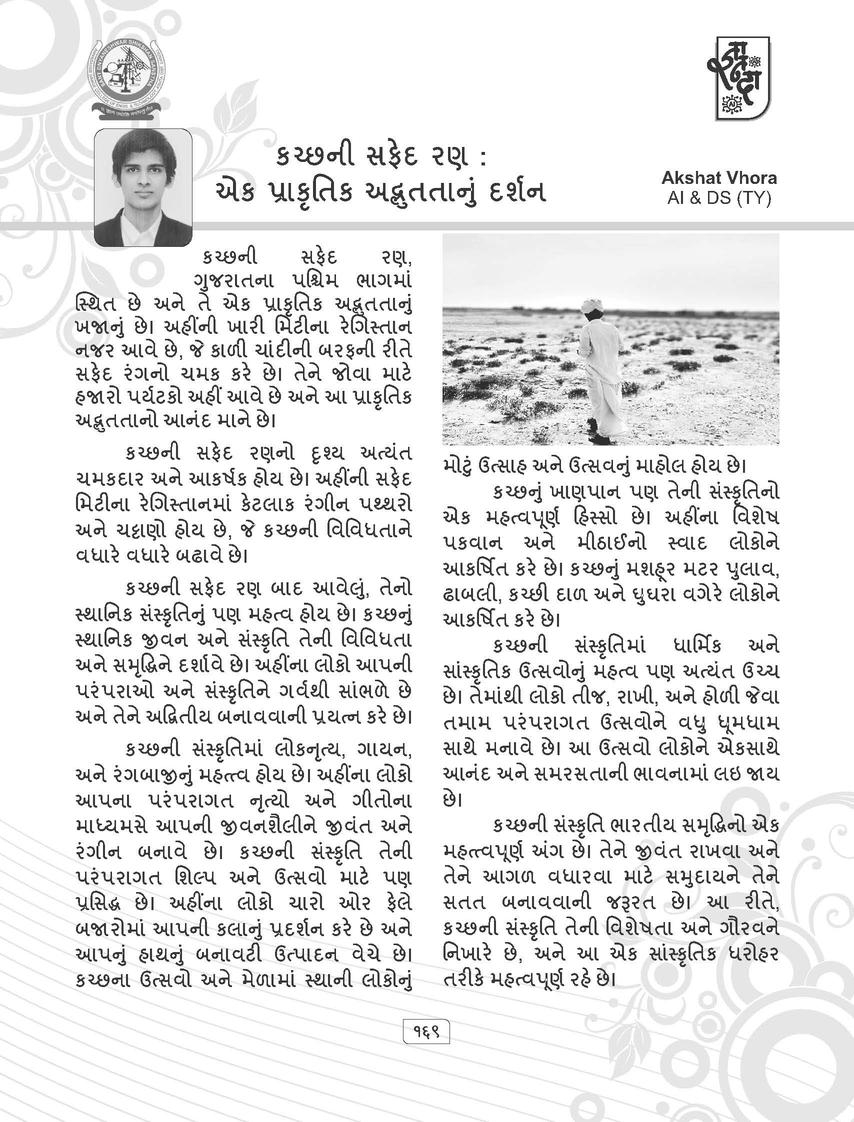 કચ્છની સફેદ રણ :
એક પ્રાકૃતિક અદ્ભુતતાનું દર્શન
Akshat Vhora
AI & DS (TY)
કચ્છની સફેદ રણ,
ગુજરાતના પશ્ચિમ ભાગમાં
સ્થિત છે અને તે એક પ્રાકૃતિક અદ્ભુતતાનું
ખજાનું છે। અહીંની ખારી મિટીના રેગિસ્તાન
નજર આવે છે, જે કાળી ચાંદીની બરફની રીતે
સફેદ રંગનો ચમક કરે છે। તેને જોવા માટે
હજારો પર્યટકો અહીં આવે છે અને આ પ્રાકૃતિક
અદ્ભુતતાનો આનંદ માને છે।
કચ્છની સફેદ રણનો દૃશ્ય અત્યંત
ચમકદાર અને આકર્ષક હોય છે। અહીંની સફેદ
મિટીના રેગિસ્તાનમાં કેટલાક રંગીન પથ્થરો
અને ચટ્ટાણો હોય છે, જે કચ્છની વિવિધતાને
વધારે વધારે બઢાવે છે।
કચ્છની સફેદ રણ બાદ આવેલું, તેનો
સ્થાનિક સંસ્કૃતિનું પણ મહત્વ હોય છે। કચ્છનું
સ્થાનિક જીવન અને સંસ્કૃતિ તેની વિવિધતા
અને સમૃદ્ધિને દર્શાવે છે। અહીંના લોકો આપની
પરંપરાઓ અને સંસ્કૃતિને ગર્વથી સાંભળે છે
અને તેને અદ્વિતીય બનાવવાની પ્રયત્ન કરે છે।
કચ્છની સંસ્કૃતિમાં લોકનૃત્ય, ગાયન,
અને રંગબાજીનું મહત્ત્વ હોય છે। અહીંના લોકો
આપના પરંપરાગત નૃત્યો અને ગીતોના
માધ્યમસે આપની જીવનશૈલીને જીવંત અને
રંગીન બનાવે છે। કચ્છની સંસ્કૃતિ તેની
પરંપરાગત શિલ્પ અને ઉત્સવો માટે પણ
પ્રસિદ્ધ છે। અહીંના લોકો ચારો ઓર ફેલે
બજારોમાં આપની કલાનું પ્રદર્શન કરે છે અને
આપનું હાથનું બનાવટી ઉત્પાદન વેચે છે।
કચ્છના ઉત્સવો અને મેળામાં સ્થાની લોકોનું
મોટું ઉત્સાહ અને ઉત્સવનું માહોલ હોય છે।
કચ્છનું ખાણપાન પણ તેની સંસ્કૃતિનો
એક મહત્વપૂર્ણ હિસ્સો છે। અહીંના વિશેષ
પકવાન અને મીઠાઈનો સ્વાદ લોકોને
આકર્ષિત કરે છે। કચ્છનું મશહૂર મટર પુલાવ,
ઢાબલી, કચ્છી દાળ અને ઘુઘરા વગેરે લોકોને
આકર્ષિત કરે છે।
કચ્છની સંસ્કૃતિમાં ધાર્મિક અને
સાંસ્કૃતિક ઉત્સવોનું મહત્વ પણ અત્યંત ઉચ્ચ
છે। તેમાંથી લોકો તીજ, રાખી, અને હોળી જેવા
તમામ પરંપરાગત ઉત્સવોને વધુ ધૂમધામ
સાથે મનાવે છે। આ ઉત્સવો લોકોને એકસાથે
આનંદ અને સમરસતાની ભાવનામાં લઇ જાય
છે।
કચ્છની સંસ્કૃતિ ભારતીય સમૃદ્ધિનો એક
મહત્ત્વપૂર્ણ અંગ છે। તેને જીવંત રાખવા અને
તેને આગળ વધારવા માટે સમુદાયને તેને
સતત બનાવવાની જરૂરત છે। આ રીતે,
કચ્છની સંસ્કૃતિ તેની વિશેષતા અને ગૌરવને
નિખારે છે, અને આ એક સાંસ્કૃતિક ધરોહર
તરીકે મહત્વપૂર્ણ રહે છે।
१६९